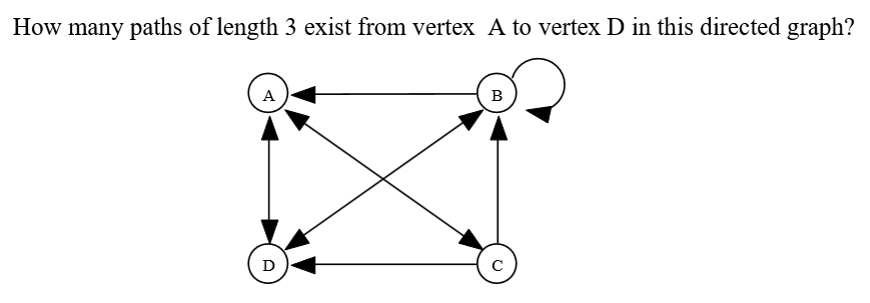 How many paths of length 3 exist from vertex A to vertex D in this directed graph?
A
B
D
C